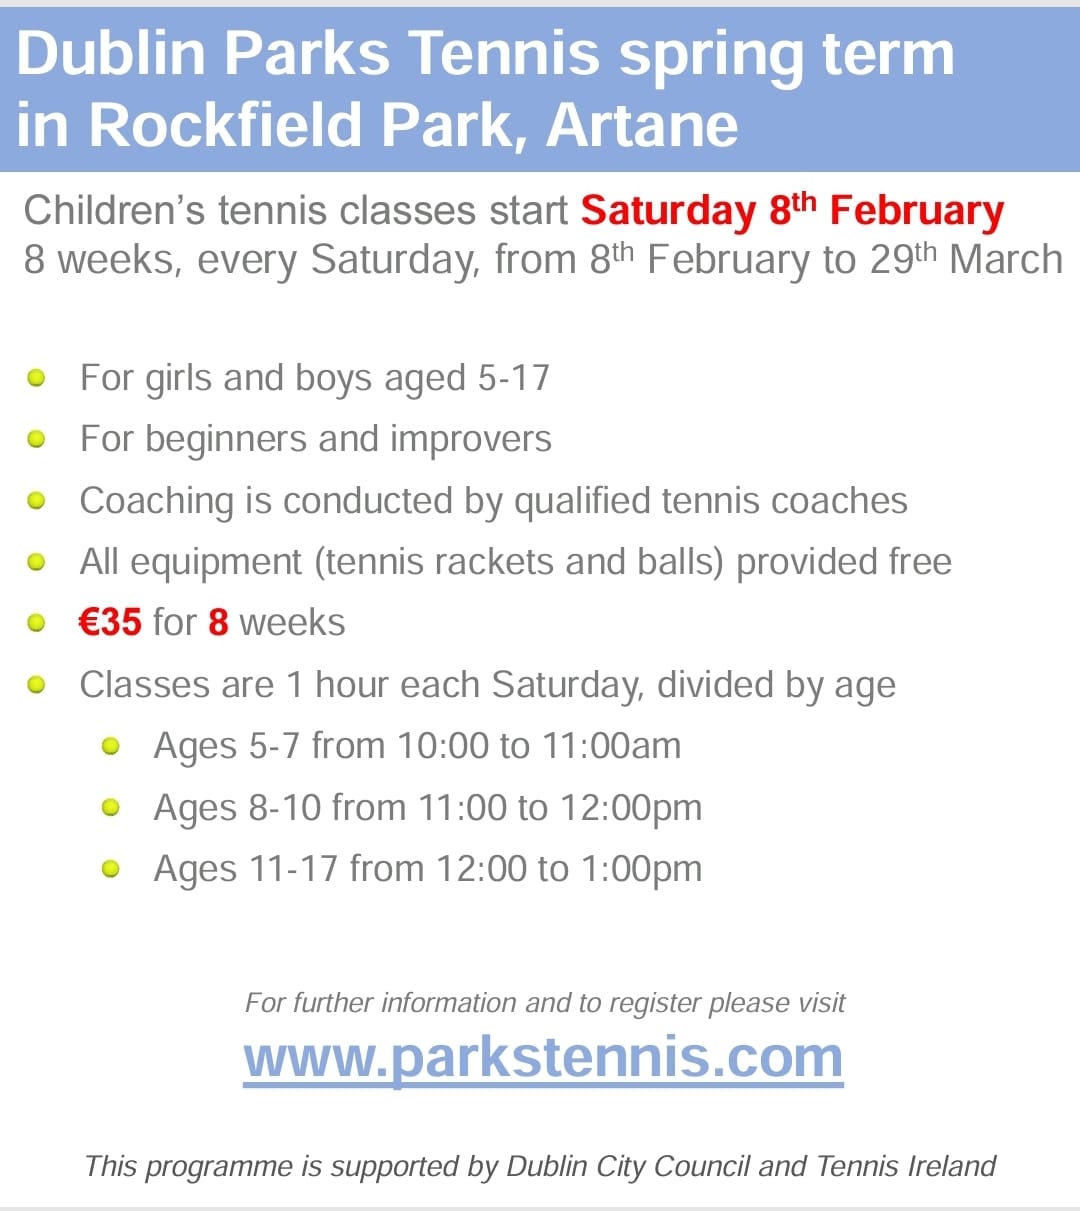 Dublin Parks Tennis spring term
in Rockfield Park, Artane
Children’s tennis classes start Saturday 8th February
8 weeks, every Saturday, from 8th February to 29th March
For girls and boys aged 5-17
For beginners and improvers
Coaching is conducted by qualified tennis coaches
All equipment (tennis rackets and balls) provided free
€35 for 8 weeks
Classes are 1 hour each Saturday, divided by age
Ages 5-7 from 10:00 to 11:00am
Ages 8-10 from 11:00 to 12:00pm
Ages 11-17 from 12:00 to 1:00pm
For further information and to register please visit
www.parkstennis.com
This programme is supported by Dublin City Council and Tennis Ireland